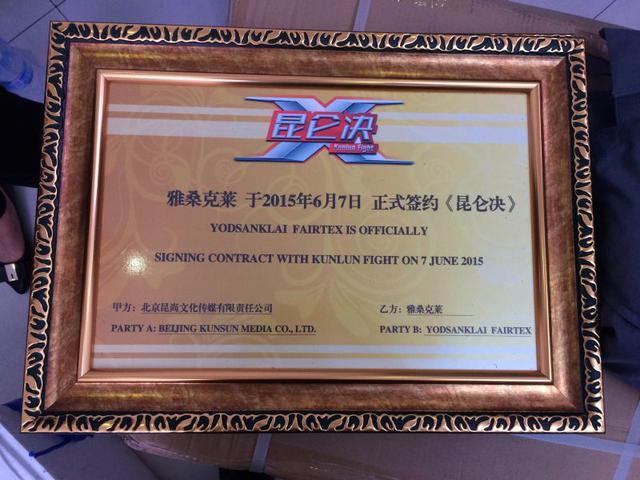 昆仑决
Kunlun Fight
雅桑克莱 于2015年6月7日 正式签约《昆仑决》
YODSANKLAI FAIRTEX IS OFFICIALLY
SIGNING CONTRACT WITH KUNLUN FIGHT ON 7 JUNE 2015
甲方：北京昆尚文化传媒有限责任公司
乙方：雅桑克莱
PARTY A: BEIJING KUNSUN MEDIA CO., LTD.
PARTY B: YODSANKLAI FAIRTEX